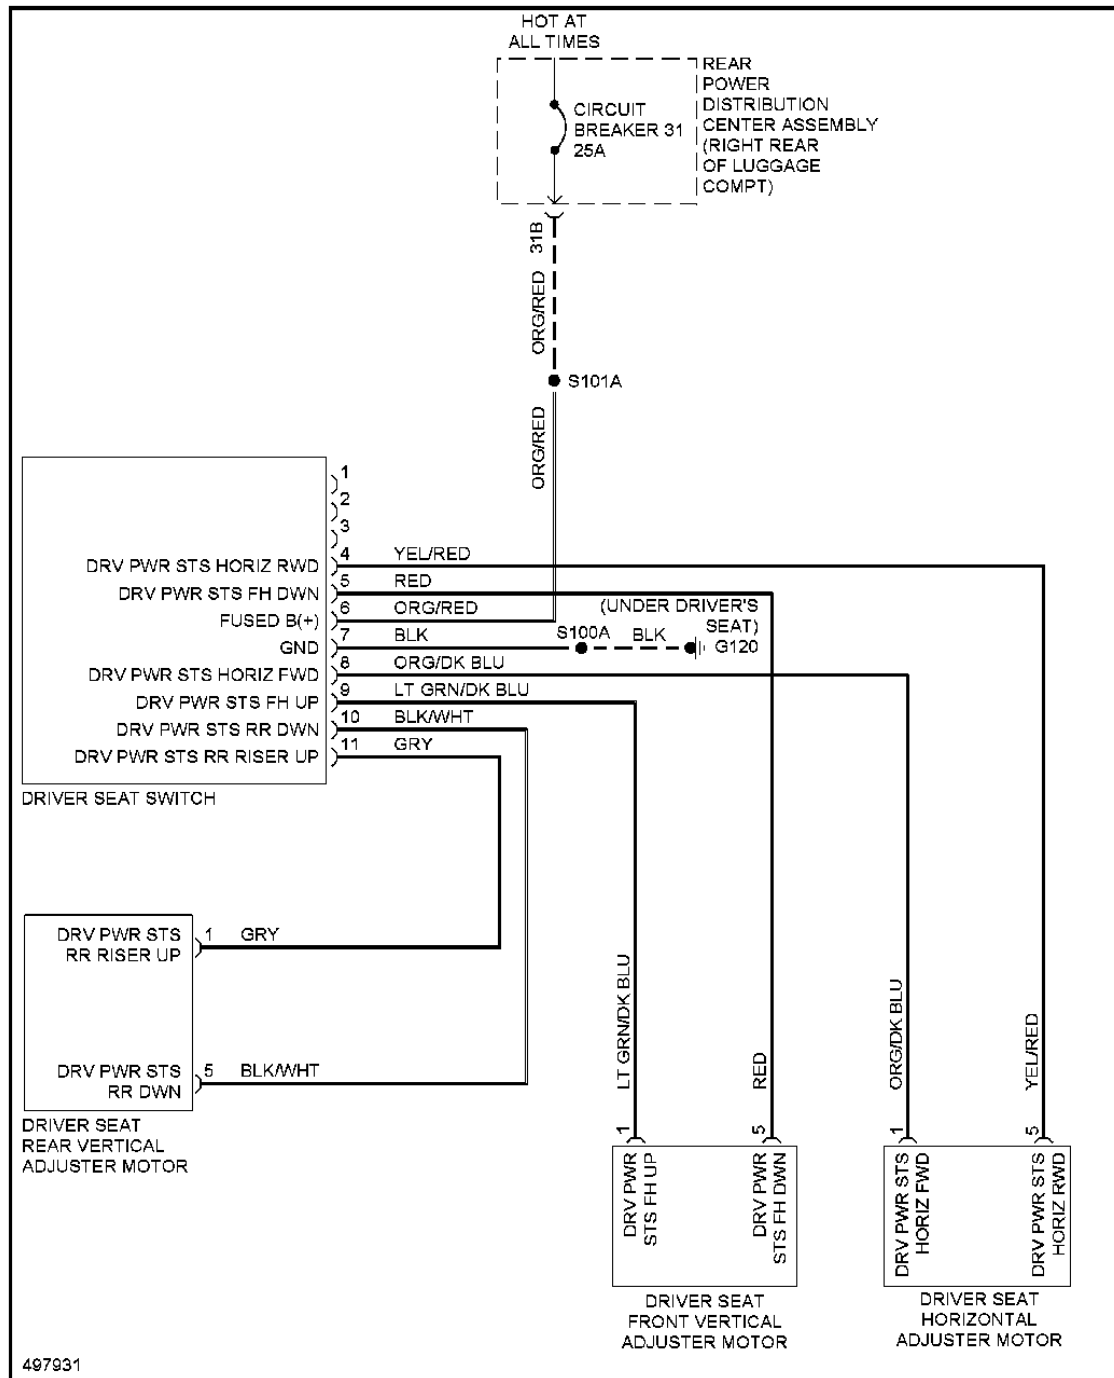 HOT AT
ALL TIMES
REAR
POWER
DISTRIBUTION
CENTER ASSEMBLY
(RIGHT REAR
OF LUGGAGE
COMPT)
CIRCUIT
BREAKER 31
25A
31B
ORG/RED
S101A
ORG/RED
1
2
3
DRV PWR STS HORIZ RWD 4 YEL/RED
DRV PWR STS FH DWN 5 RED
FUSED B(+) 6 ORG/RED
GND 7 BLK
DRV PWR STS HORIZ FWD 8 ORG/DK BLU
DRV PWR STS FH UP 9 LT GRN/DK BLU
DRV PWR STS RR DWN 10 BLK/WHT
DRV PWR STS RR RISER UP 11 GRY
(UNDER DRIVER'S
SEAT)
S100A BLK G120
DRIVER SEAT SWITCH
DRV PWR STS
RR RISER UP
1 GRY
DRV PWR STS
RR DWN
5 BLK/WHT
DRIVER SEAT
REAR VERTICAL
ADJUSTER MOTOR
LT GRN/DK BLU
RED
ORG/DK BLU
YEL/RED
1
5
1
5
DRV PWR
STS FH UP
DRV PWR
STS FH DWN
DRV PWR STS
HORIZ FWD
DRV PWR STS
HORIZ RWD
DRIVER SEAT
FRONT VERTICAL
ADJUSTER MOTOR
DRIVER SEAT
HORIZONTAL
ADJUSTER MOTOR
497931